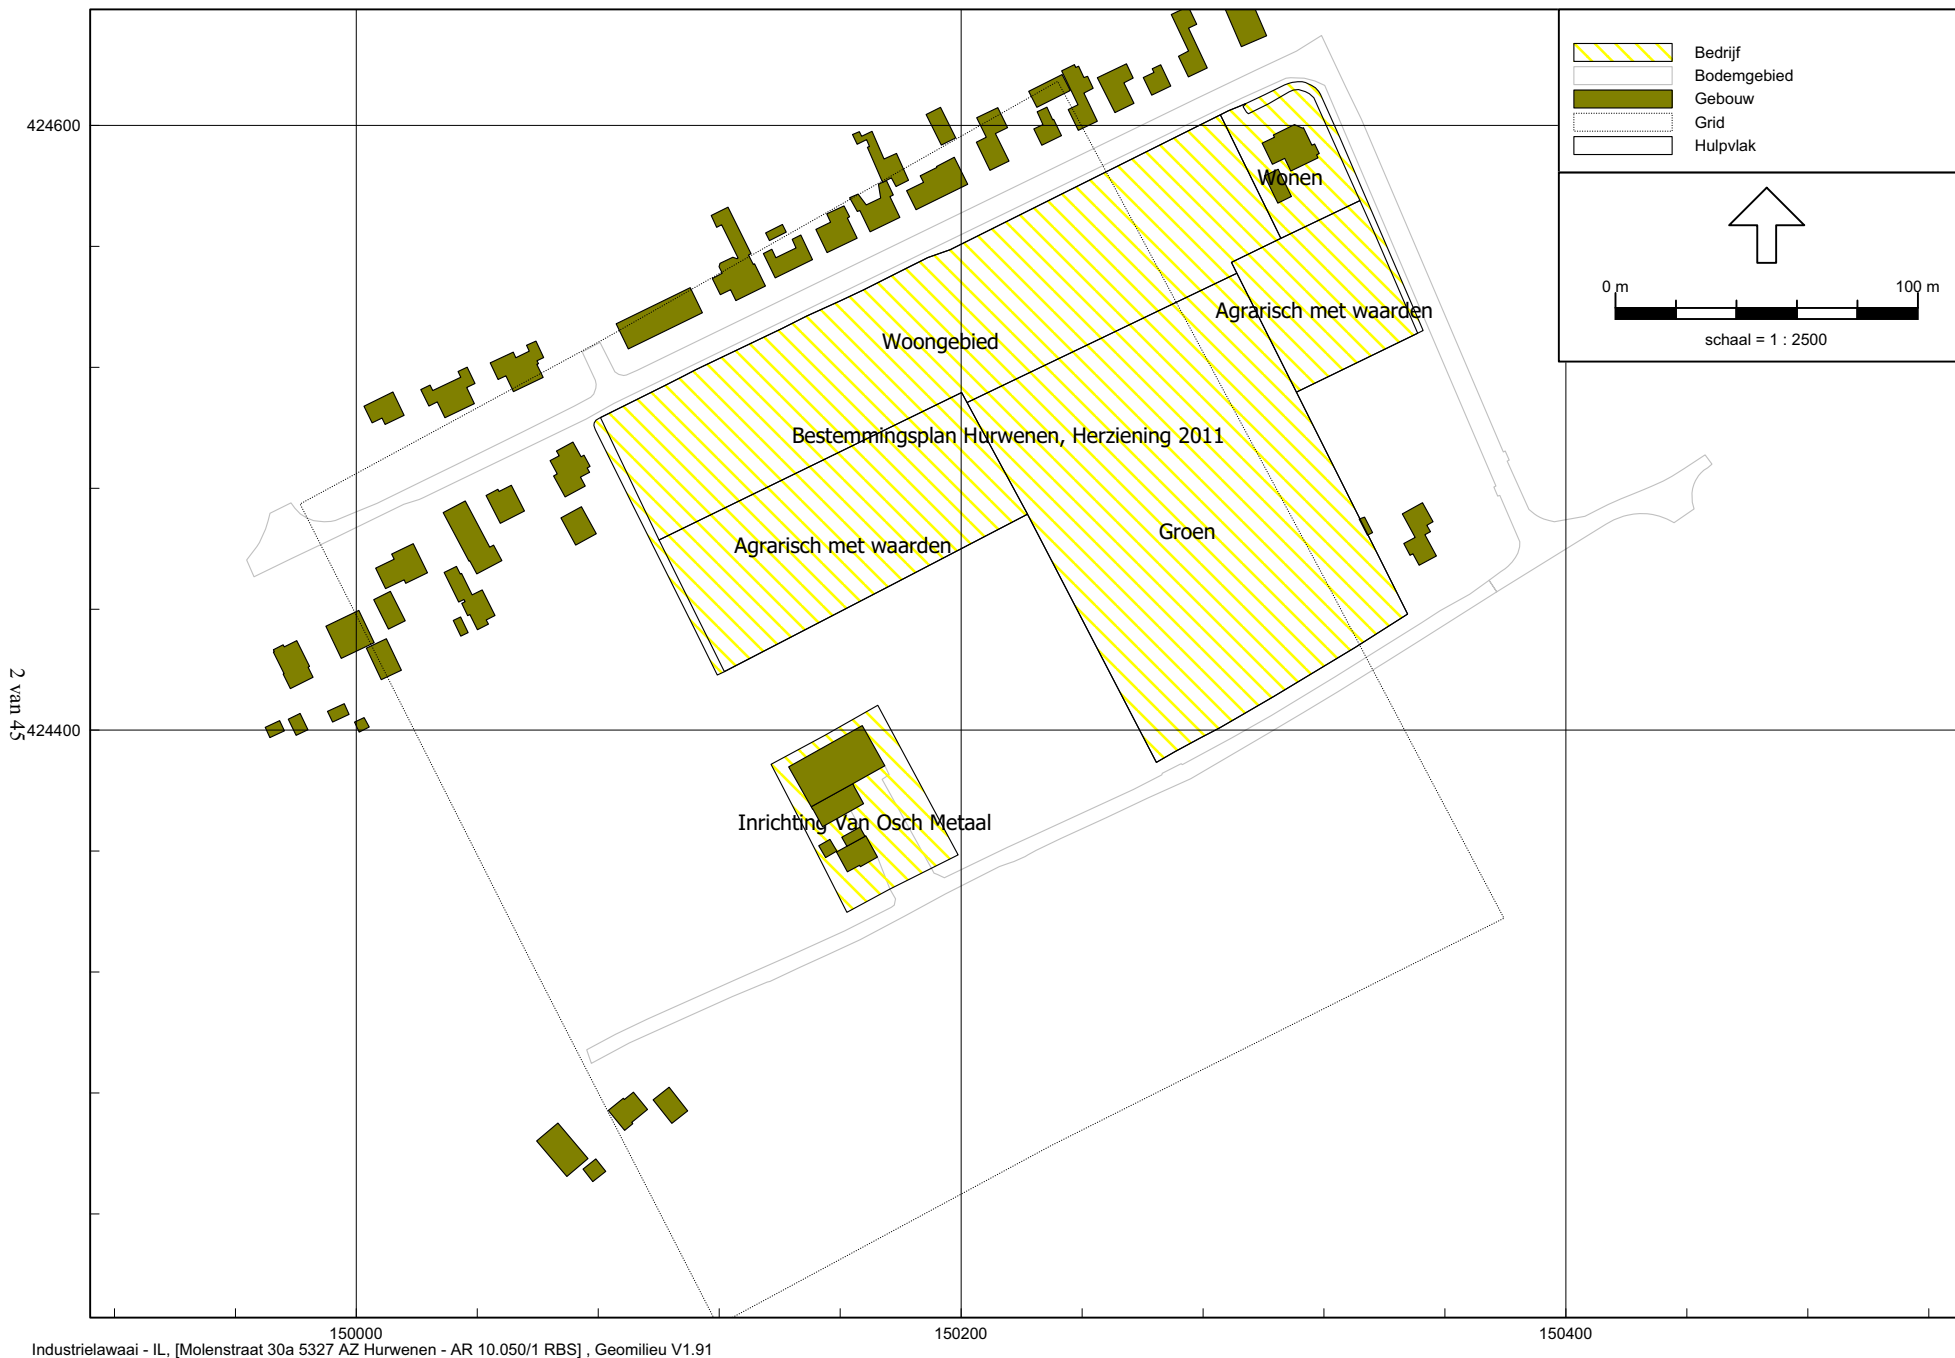 Bedrijf
Bodemgebied
Gebouw
Grid
Hulpvlak
0 m 100 m
schaal = 1 : 2500
424600
Wonen
Agrarisch met waarden
Woongebied
Bestemmingsplan Hurwenen, Herziening 2011
Groen
Agrarisch met waarden
2 van 45
424400
Inrichting Van Osch Metaal
150000 150200 150400
Industrielawaai - IL, [Molenstraat 30a 5327 AZ Hurwenen - AR 10.050/1 RBS] , Geomilieu V1.91